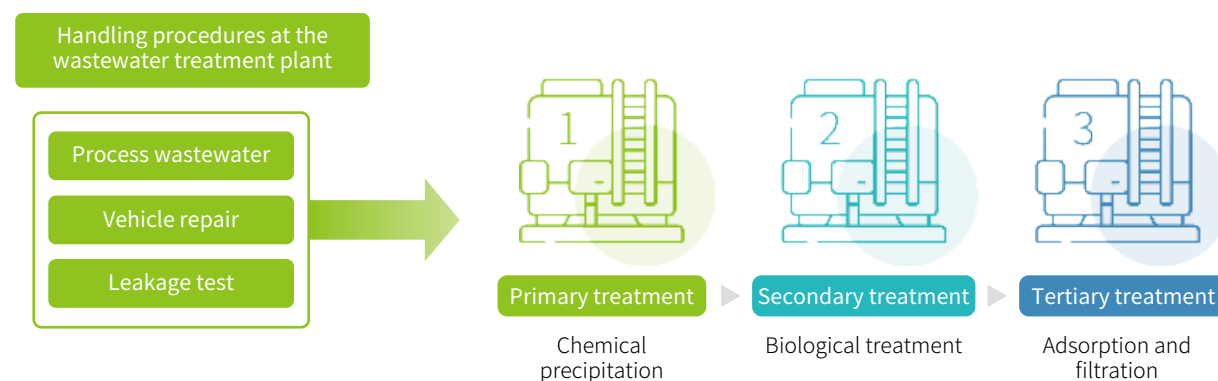 Handling procedures at the
wastewater treatment plant
Process wastewater
Vehicle repair
Leakage test
1
2
3
Primary treatment
Secondary treatment
Tertiary treatment
Chemical
precipitation
Biological treatment
Adsorption and
filtration